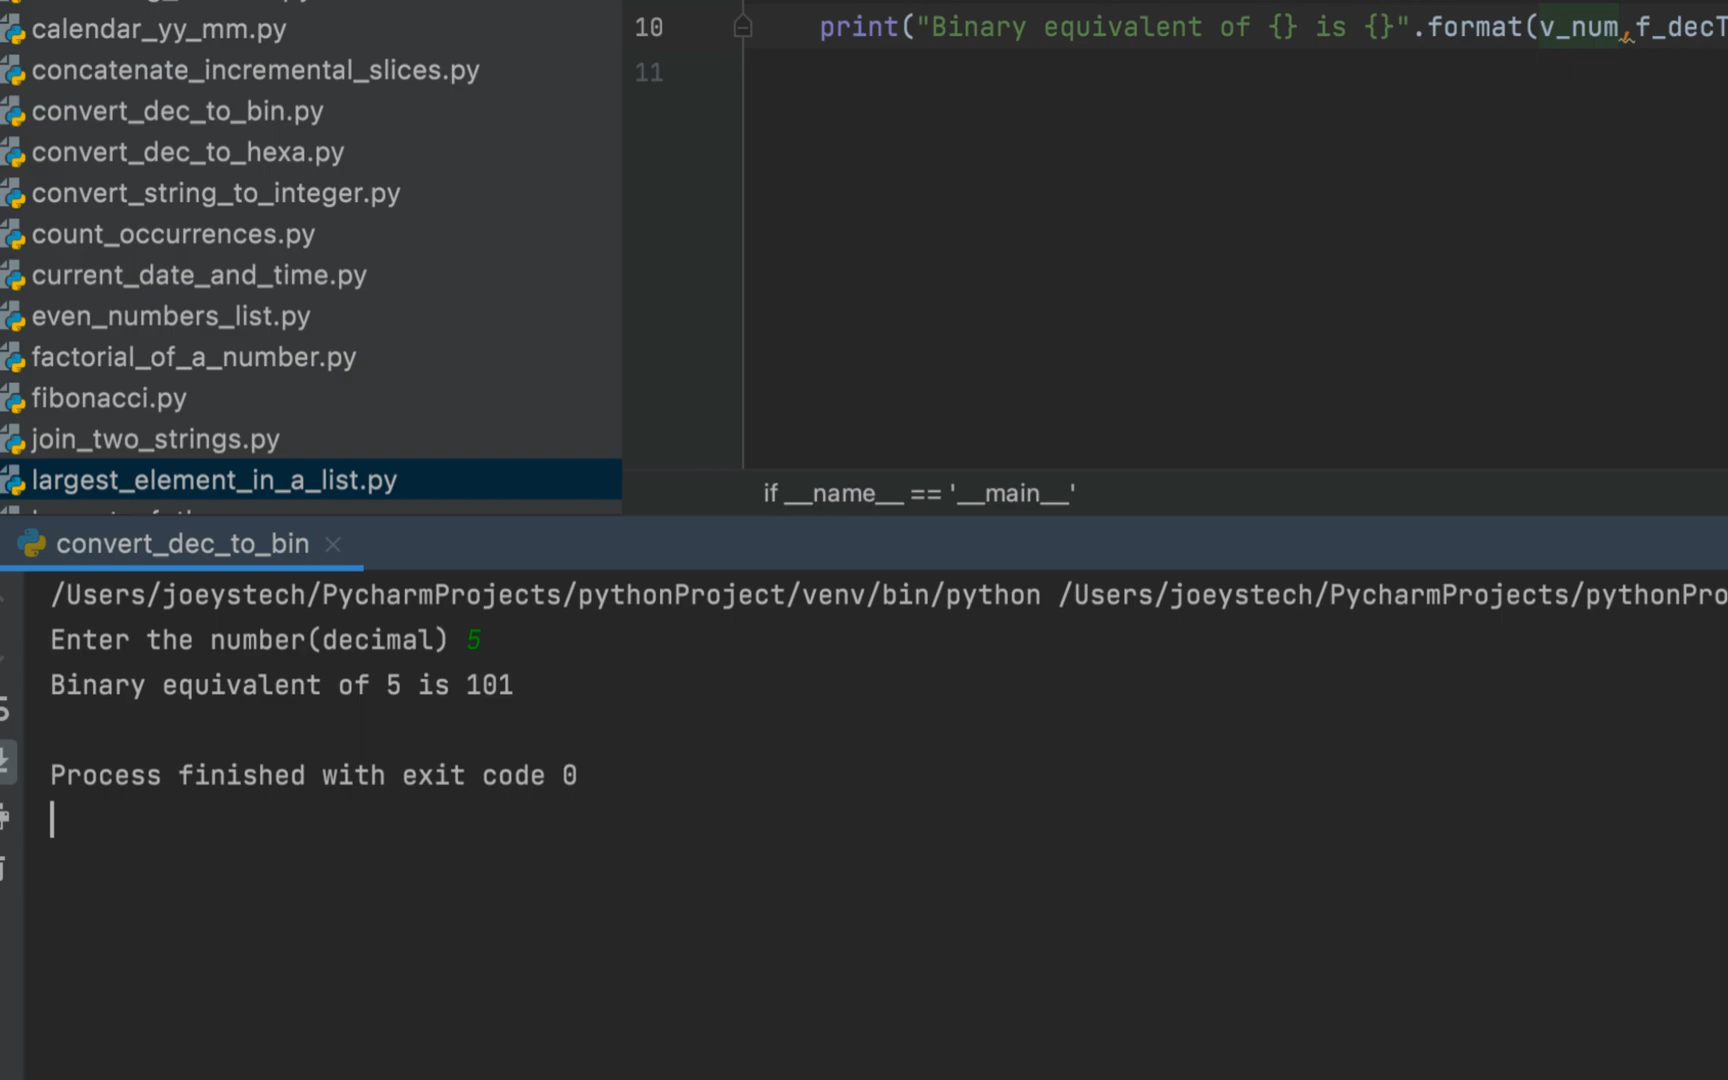 calendar_yy_mm.py
concatenate_incremental_slices.py
convert_dec_to_bin.py
convert_dec_to_hexa.py
convert_string_to_integer.py
count_occurrences.py
current_date_and_time.py
even_numbers_list.py
factorial_of_a_number.py
fibonacci.py
join_two_strings.py
largest_element_in_a_list.py
10 print("Binary equivalent of {} is {}".format(v_num,f_decT
11
if __name__ == '__main__'
convert_dec_to_bin
/Users/joeystech/PycharmProjects/pythonProject/venv/bin/python /Users/joeystech/PycharmProjects/pythonPro
Enter the number(decimal) 5
Binary equivalent of 5 is 101
Process finished with exit code 0